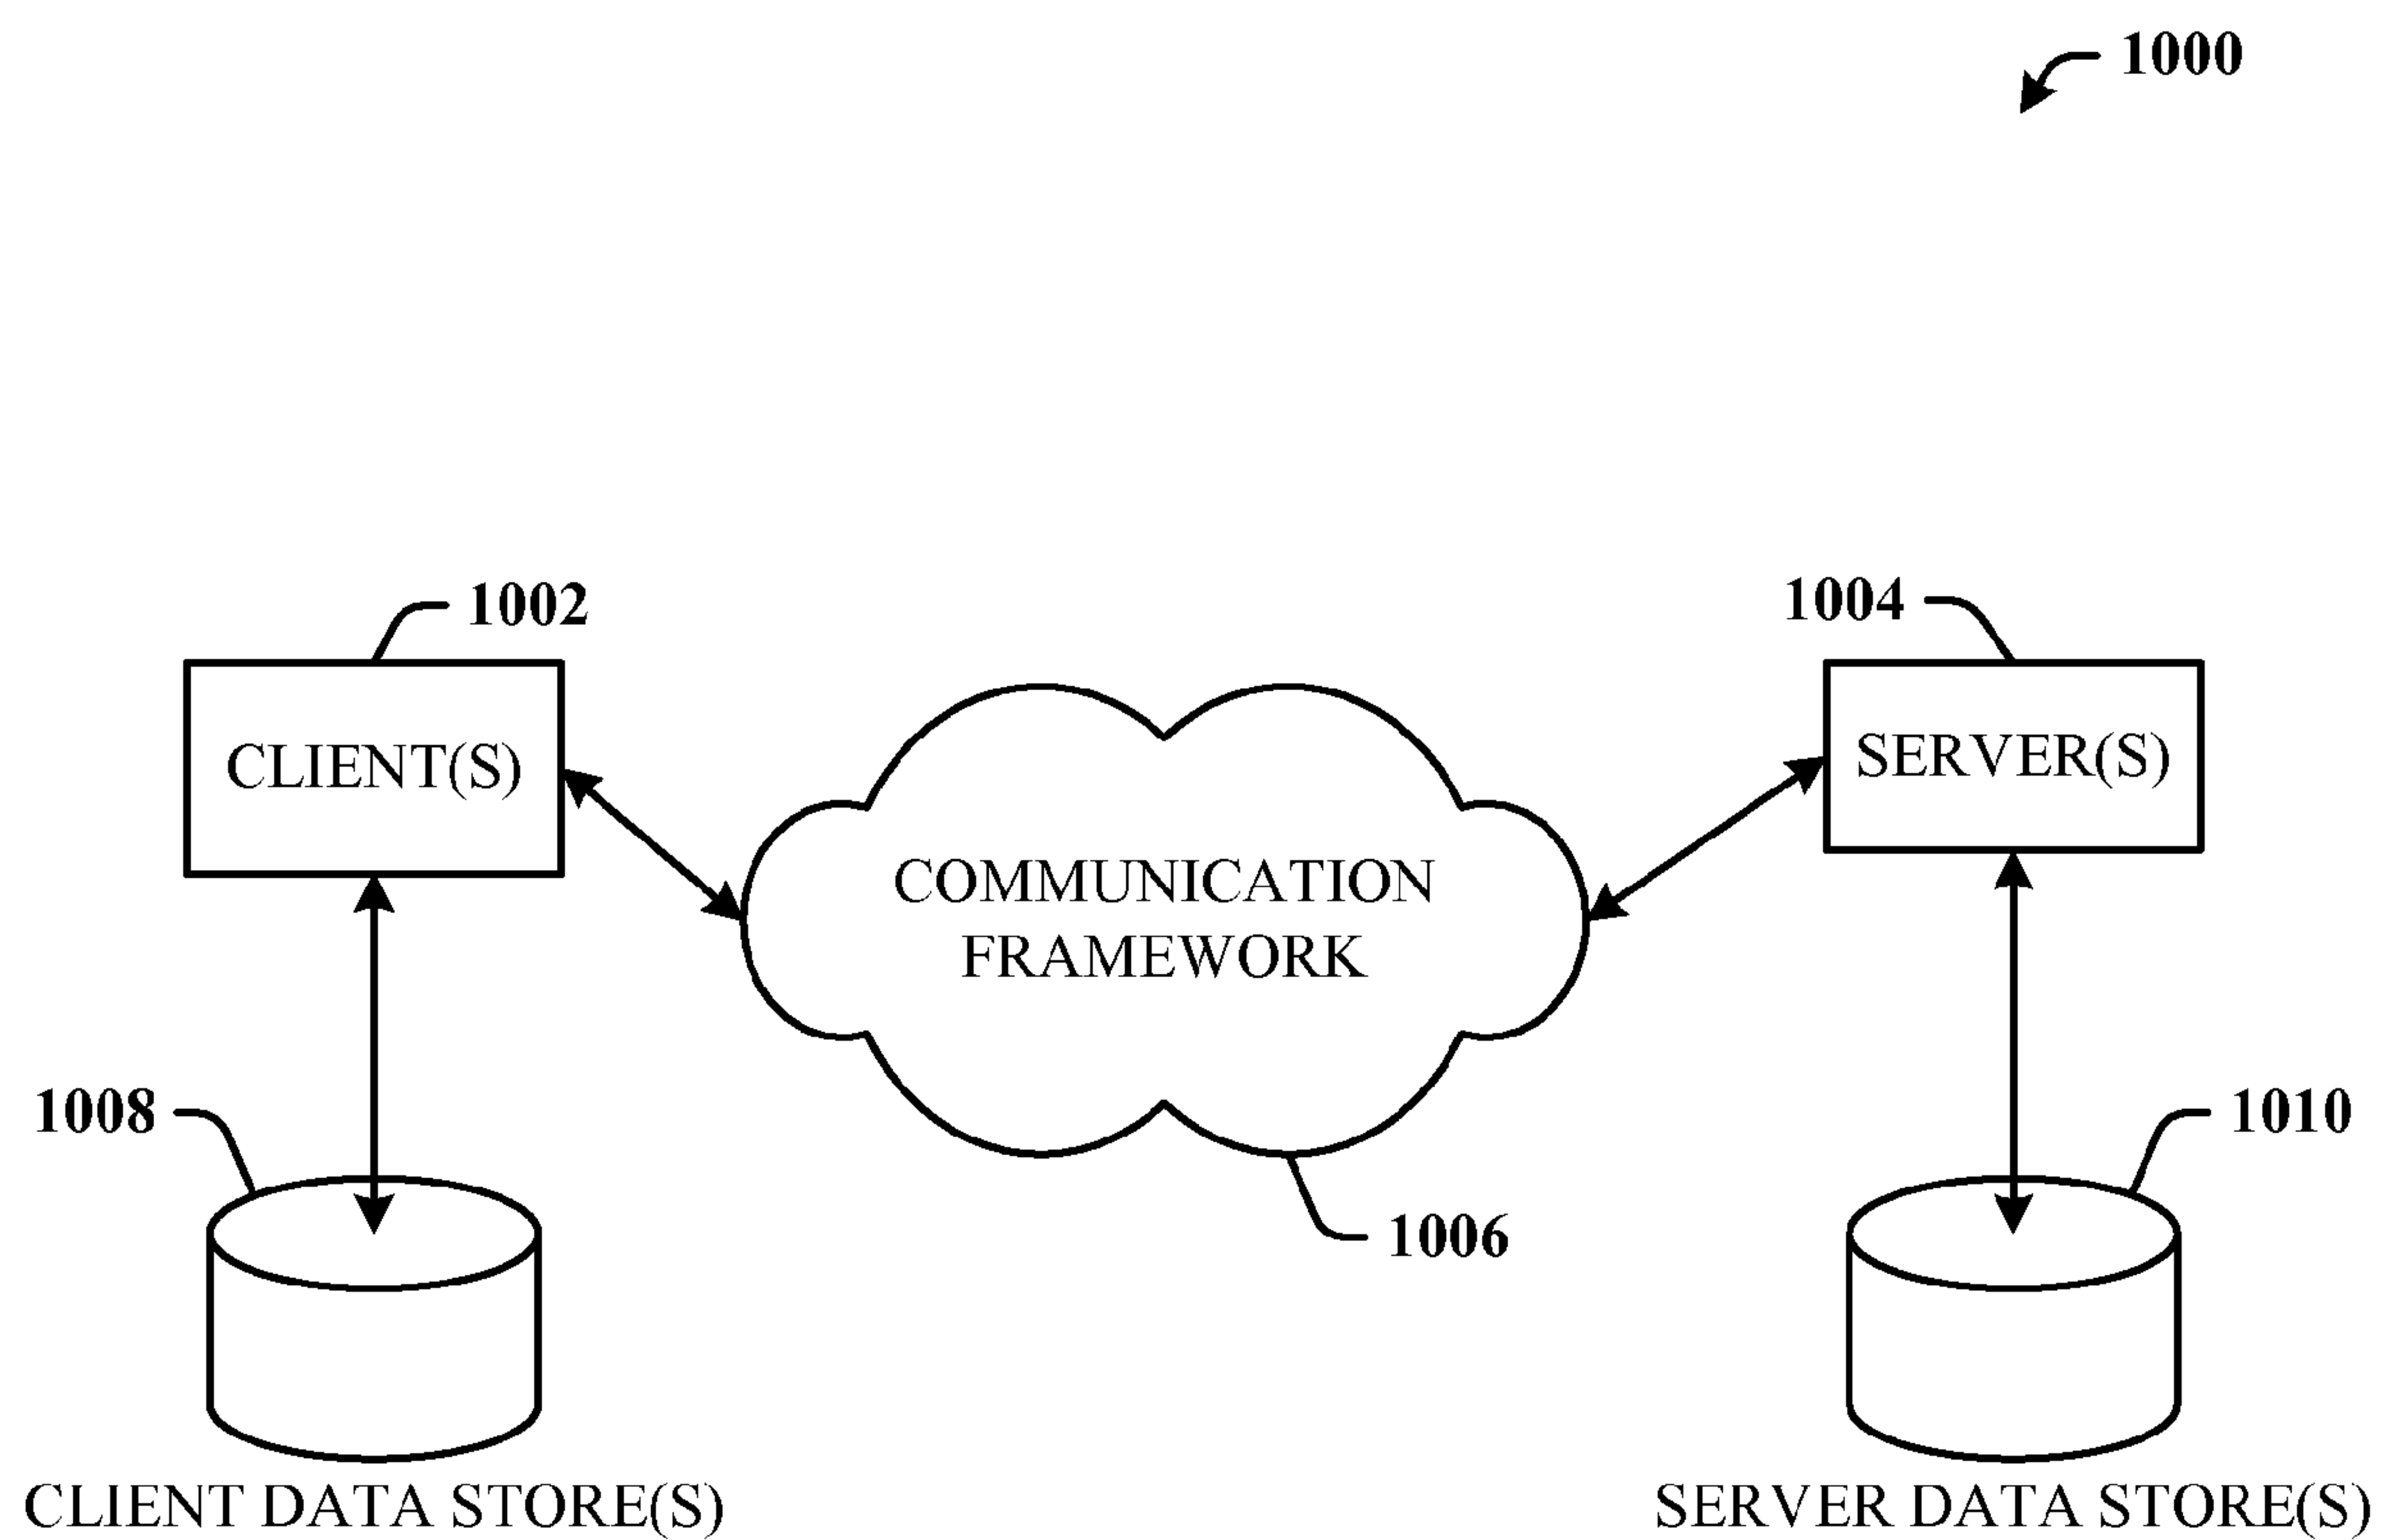 1000
1002
1004
CLIENT(S)
SERVER(S)
COMMUNICATION
FRAMEWORK
1008
1010
1006
CLIENT DATA STORE(S)
SERVER DATA STORE(S)